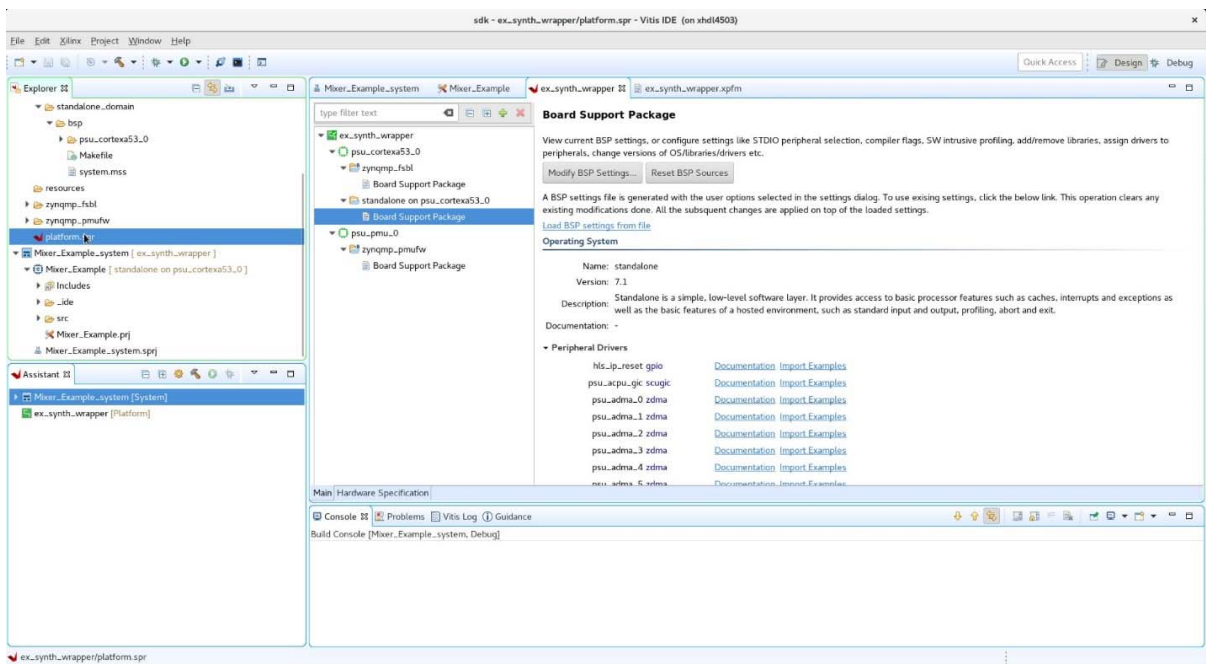 sdk - ex_synth_wrapper/platform.spr - Vitis IDE (on xhdl4503)
File Edit Xilinx Project Window Help
Quick Access Design Debug
Explorer
standalone_domain
bsp
psu_cortexa53_0
Makefile
system.mss
resources
zynqmp_fsbl
zynqmp_pmufw
platform.spr
Mixer_Example_system [ ex_synth_wrapper ]
Mixer_Example [ standalone on psu_cortexa53_0 ]
Includes
_ide
src
Mixer_Example.prj
Mixer_Example_system.sprj
Assistant
Mixer_Example_system [System]
ex_synth_wrapper [Platform]
Mixer_Example_system Mixer_Example ex_synth_wrapper ex_synth_wrapper.xpfm
type filter text
ex_synth_wrapper
psu_cortexa53_0
zynqmp_fsbl
Board Support Package
standalone on psu_cortexa53_0
Board Support Package
psu_pmu_0
zynqmp_pmufw
Board Support Package
Board Support Package
View current BSP settings, or configure settings like STDIO peripheral selection, compiler flags, SW intrusive profiling, add/remove libraries, assign drivers to
peripherals, change versions of OS/libraries/drivers etc.
Modify BSP Settings... Reset BSP Sources
A BSP settings file is generated with the user options selected in the settings dialog. To use existing settings, click the below link. This operation clears any
existing modifications done. All the subsquent changes are applied on top of the loaded settings.
Load BSP settings from file
Operating System
Name: standalone
Version: 7.1
Description: Standalone is a simple, low-level software layer. It provides access to basic processor features such as caches, interrupts and exceptions as
well as the basic features of a hosted environment, such as standard input and output, profiling, abort and exit.
Documentation: -
Peripheral Drivers
hls_ip_reset gpio Documentation Import Examples
psu_acpu_gic scugic Documentation Import Examples
psu_adma_0 zdma Documentation Import Examples
psu_adma_1 zdma Documentation Import Examples
psu_adma_2 zdma Documentation Import Examples
psu_adma_3 zdma Documentation Import Examples
psu_adma_4 zdma Documentation Import Examples
psu_adma_5 zdma Documentation Import Examples
Main Hardware Specification
Console Problems Vitis Log Guidance
Build Console [Mixer_Example_system, Debug]
ex_synth_wrapper/platform.spr